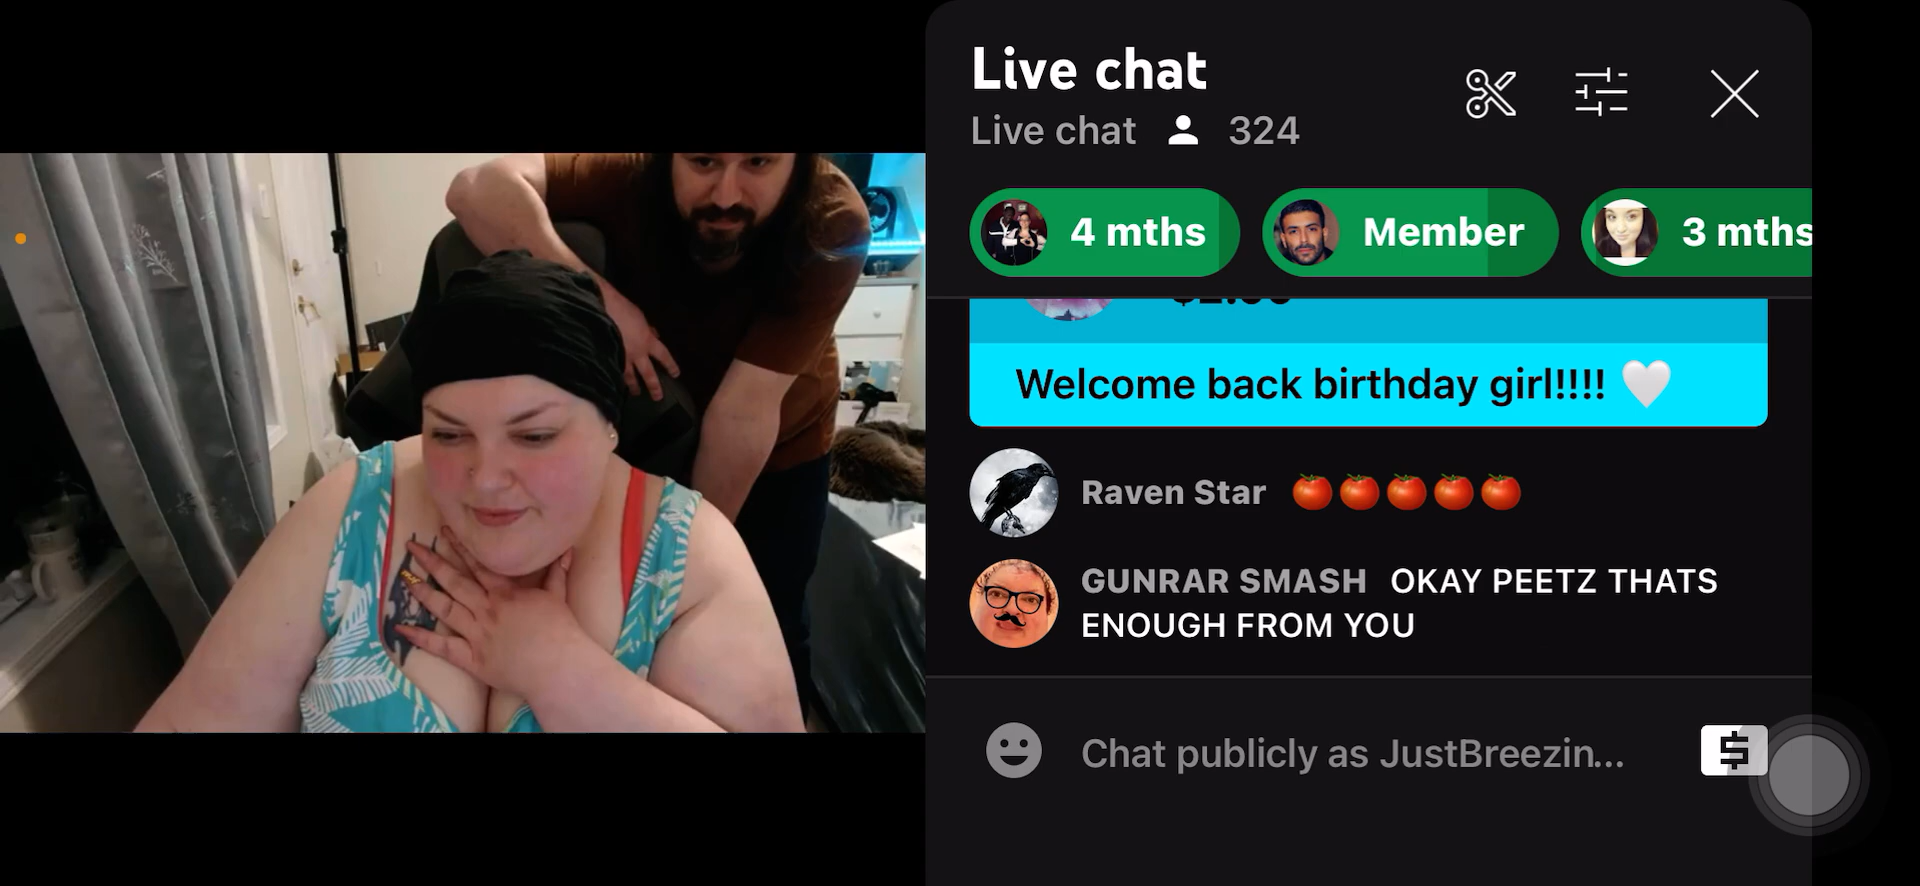 Live chat
Live chat 324
4 mths Member 3 mths
Welcome back birthday girl!!!! 🤍
Raven Star 🍅🍅🍅🍅🍅
GUNRAR SMASH OKAY PEETZ THATS
ENOUGH FROM YOU
Chat publicly as JustBreezin... $